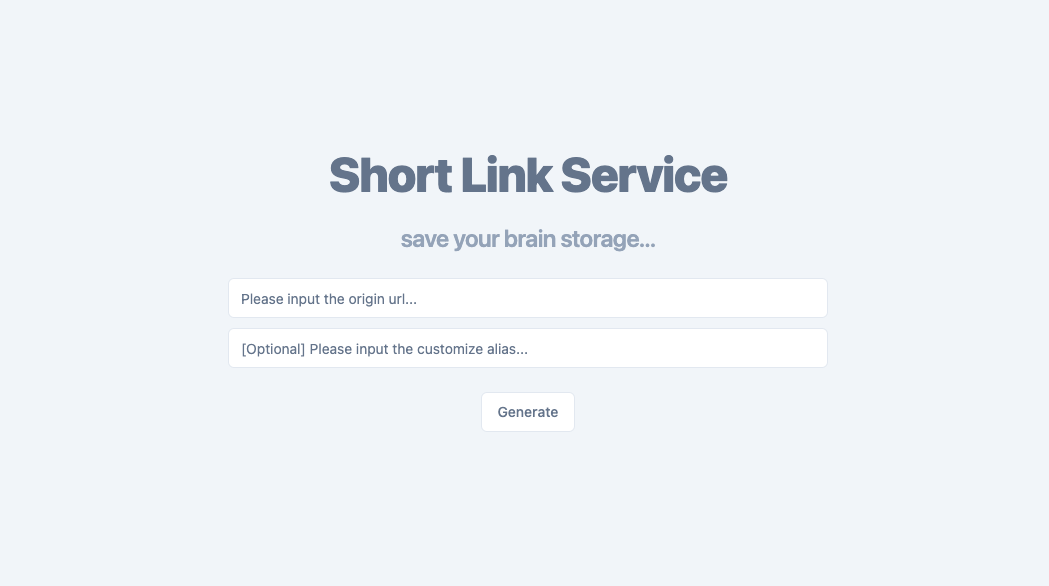 Short Link Service
save your brain storage...
Please input the origin url...
[Optional] Please input the customize alias...
Generate